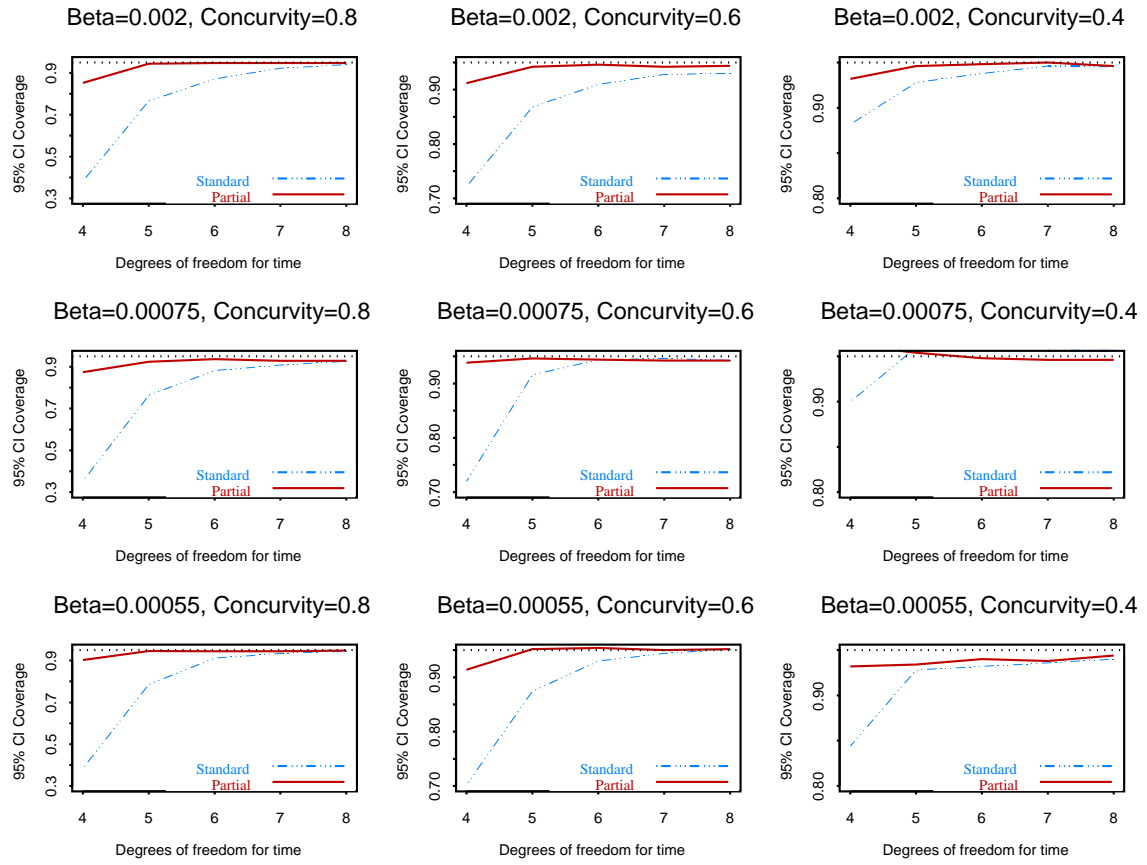 Beta=0.002, Concurvity=0.8
95% CI Coverage
0.3 0.5 0.7 0.9
Standard
Partial
4 5 6 7 8
Degrees of freedom for time
Beta=0.002, Concurvity=0.6
95% CI Coverage
0.70 0.80 0.90
Standard
Partial
4 5 6 7 8
Degrees of freedom for time
Beta=0.002, Concurvity=0.4
95% CI Coverage
0.80 0.90
Standard
Partial
4 5 6 7 8
Degrees of freedom for time
Beta=0.00075, Concurvity=0.8
95% CI Coverage
0.3 0.5 0.7 0.9
Standard
Partial
4 5 6 7 8
Degrees of freedom for time
Beta=0.00075, Concurvity=0.6
95% CI Coverage
0.70 0.80 0.90
Standard
Partial
4 5 6 7 8
Degrees of freedom for time
Beta=0.00075, Concurvity=0.4
95% CI Coverage
0.80 0.90
Standard
Partial
4 5 6 7 8
Degrees of freedom for time
Beta=0.00055, Concurvity=0.8
95% CI Coverage
0.3 0.5 0.7 0.9
Standard
Partial
4 5 6 7 8
Degrees of freedom for time
Beta=0.00055, Concurvity=0.6
95% CI Coverage
0.70 0.80 0.90
Standard
Partial
4 5 6 7 8
Degrees of freedom for time
Beta=0.00055, Concurvity=0.4
95% CI Coverage
0.80 0.90
Standard
Partial
4 5 6 7 8
Degrees of freedom for time